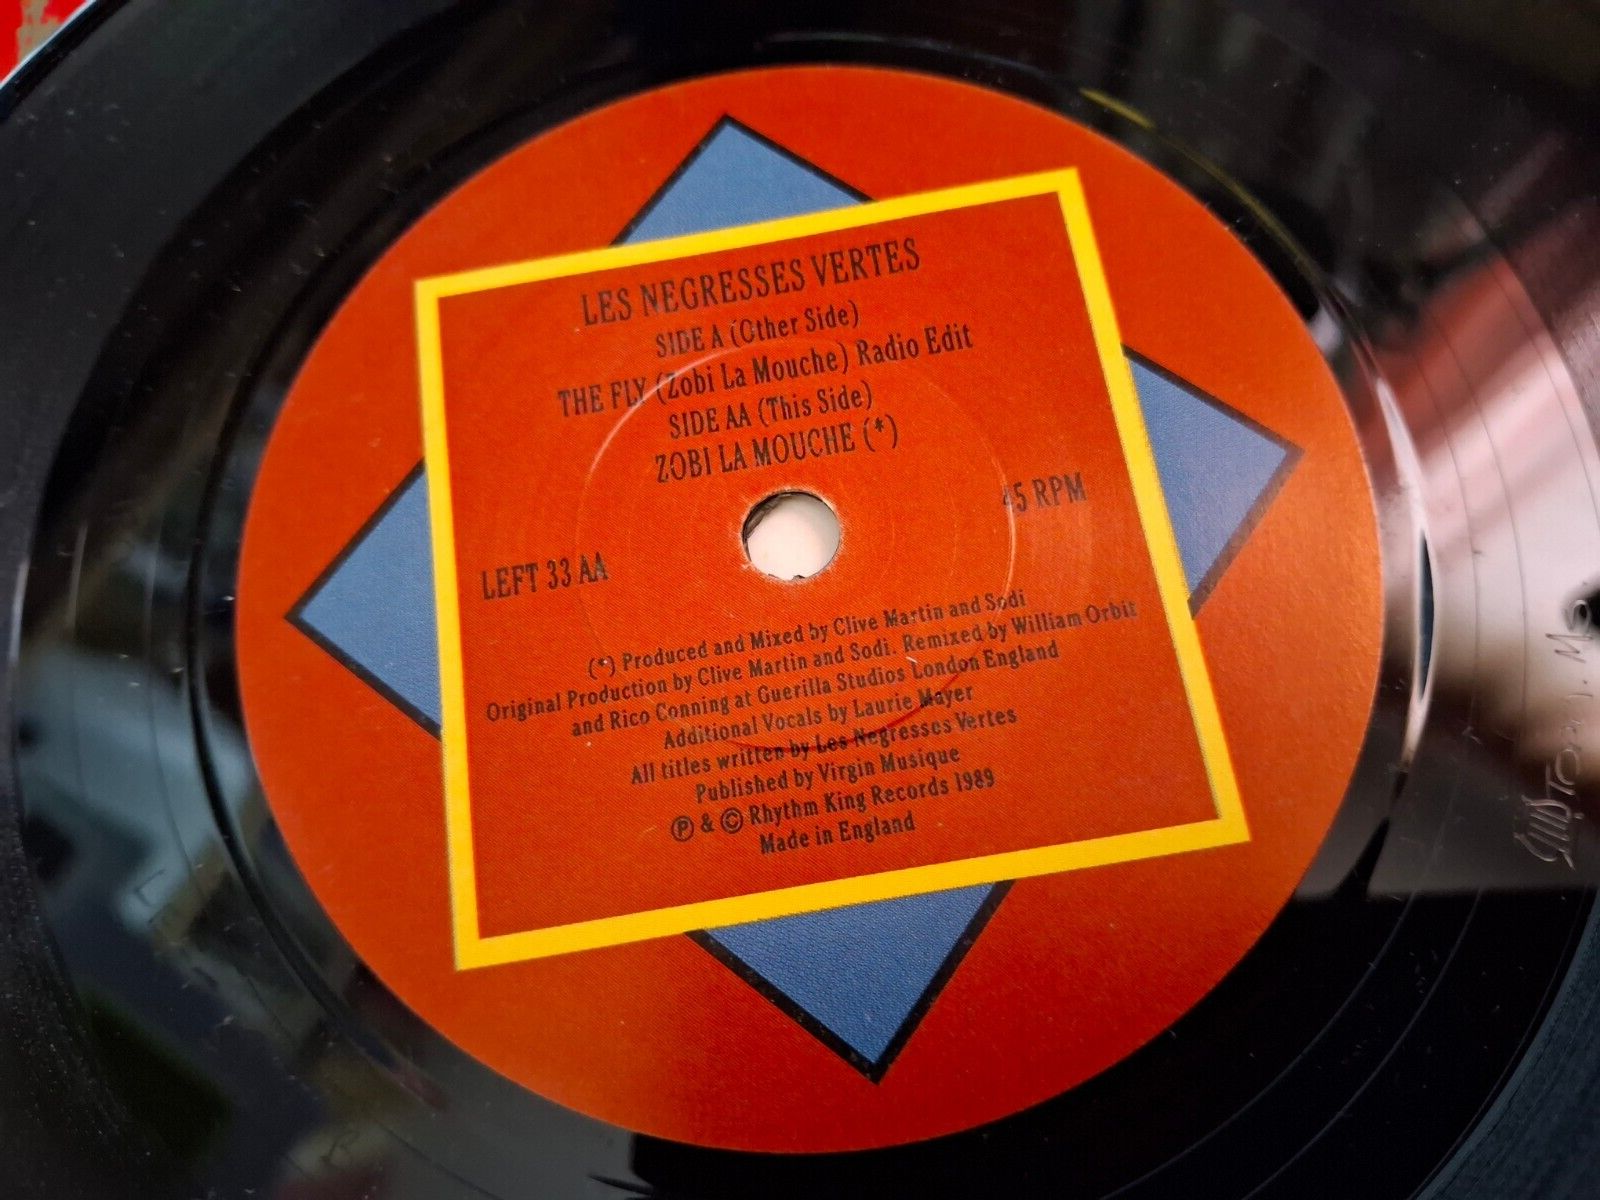 LES NEGRESSES VERTES
SIDE A (Other Side)
THE FLY (Zobi La Mouche) Radio Edit
SIDE AA (This Side)
ZOBI LA MOUCHE (*)
45 RPM
LEFT 33 AA
(*) Produced and Mixed by Clive Martin and Sodi
Original Production by Clive Martin and Sodi. Remixed by William Orbit
and Rico Conning at Guerilla Studios London England
Additional Vocals by Laurie Mayer
All titles written by Les Negresses Vertes
Published by Virgin Musique
℗ & © Rhythm King Records 1989
Made in England